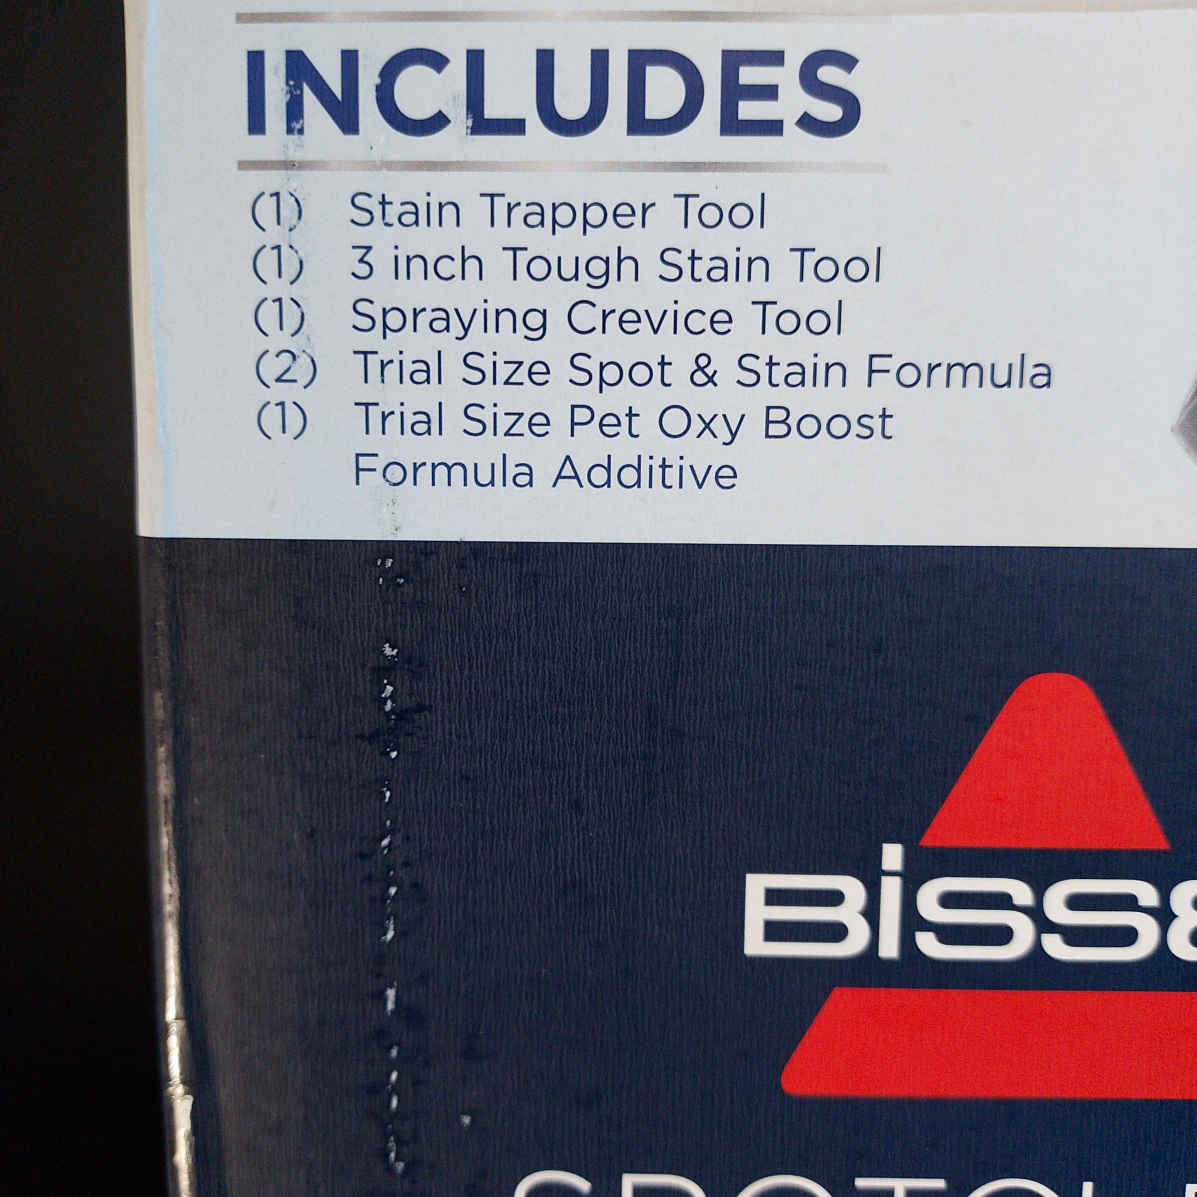 INCLUDES
(1) Stain Trapper Tool
(1) 3 inch Tough Stain Tool
(1) Spraying Crevice Tool
(2) Trial Size Spot & Stain Formula
(1) Trial Size Pet Oxy Boost
Formula Additive